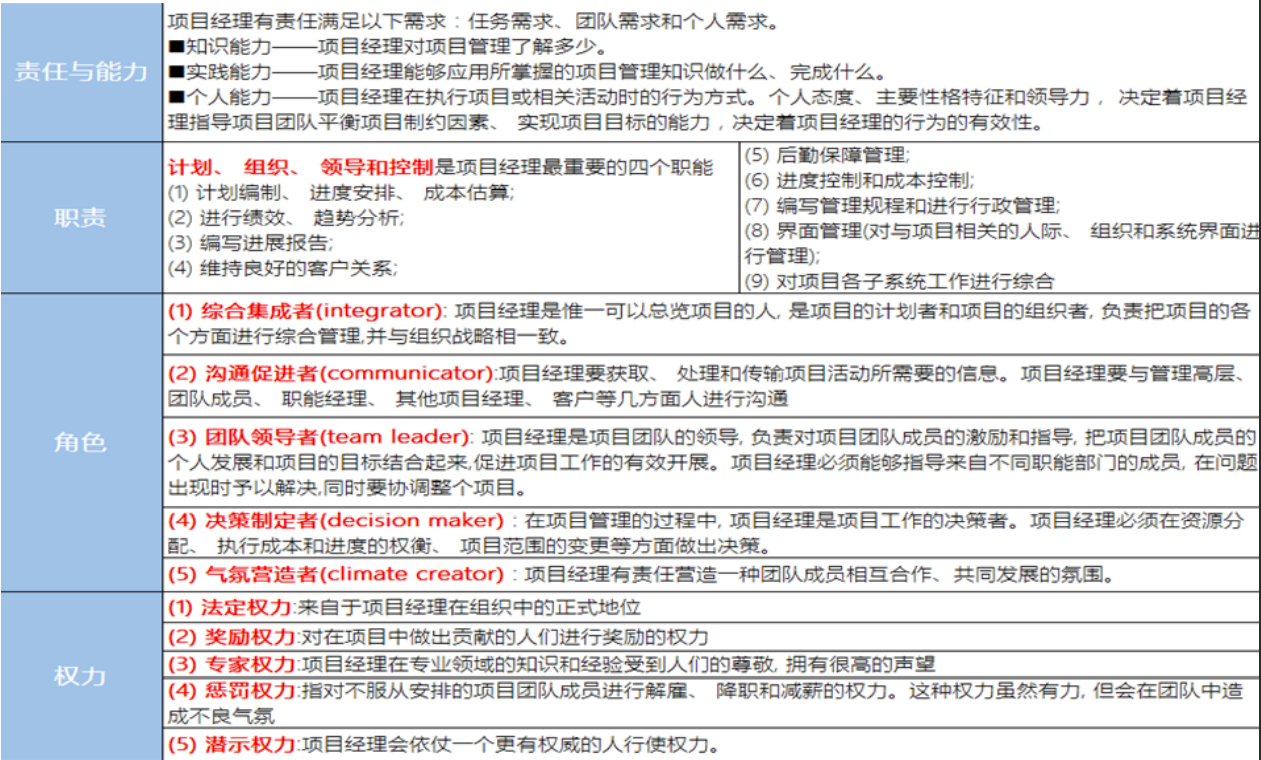 责任与能力
项目经理有责任满足以下需求：任务需求、团队需求和个人需求。
■知识能力——项目经理对项目管理了解多少。
■实践能力——项目经理能够应用所掌握的项目管理知识做什么、完成什么。
■个人能力——项目经理在执行项目或相关活动时的行为方式。个人态度、主要性格特征和领导力， 决定着项目经
理指导项目团队平衡项目制约因素、 实现项目目标的能力，决定着项目经理的行为的有效性。
职责
计划、 组织、 领导和控制是项目经理最重要的四个职能
(1) 计划编制、 进度安排、 成本估算;
(2) 进行绩效、 趋势分析;
(3) 编写进展报告;
(4) 维持良好的客户关系;
(5) 后勤保障管理;
(6) 进度控制和成本控制;
(7) 编写管理规程和进行行政管理;
(8) 界面管理(对与项目相关的人际、 组织和系统界面进
行管理);
(9) 对项目各子系统工作进行综合
角色
(1) 综合集成者(integrator): 项目经理是惟一可以总览项目的人, 是项目的计划者和项目的组织者, 负责把项目的各
个方面进行综合管理,并与组织战略相一致。
(2) 沟通促进者(communicator):项目经理要获取、 处理和传输项目活动所需要的信息。项目经理要与管理高层、
团队成员、 职能经理、 其他项目经理、 客户等几方面人进行沟通
(3) 团队领导者(team leader): 项目经理是项目团队的领导, 负责对项目团队成员的激励和指导, 把项目团队成员的
个人发展和项目的目标结合起来,促进项目工作的有效开展。项目经理必须能够指导来自不同职能部门的成员, 在问题
出现时予以解决,同时要协调整个项目。
(4) 决策制定者(decision maker)：在项目管理的过程中, 项目经理是项目工作的决策者。项目经理必须在资源分
配、 执行成本和进度的权衡、 项目范围的变更等方面做出决策。
(5) 气氛营造者(climate creator)：项目经理有责任营造一种团队成员相互合作、共同发展的氛围。
权力
(1) 法定权力:来自于项目经理在组织中的正式地位
(2) 奖励权力:对在项目中做出贡献的人们进行奖励的权力
(3) 专家权力:项目经理在专业领域的知识和经验受到人们的尊敬, 拥有很高的声望
(4) 惩罚权力:指对不服从安排的项目团队成员进行解雇、 降职和减薪的权力。这种权力虽然有力, 但会在团队中造
成不良气氛
(5) 潜示权力:项目经理会依仗一个更有权威的人行使权力。